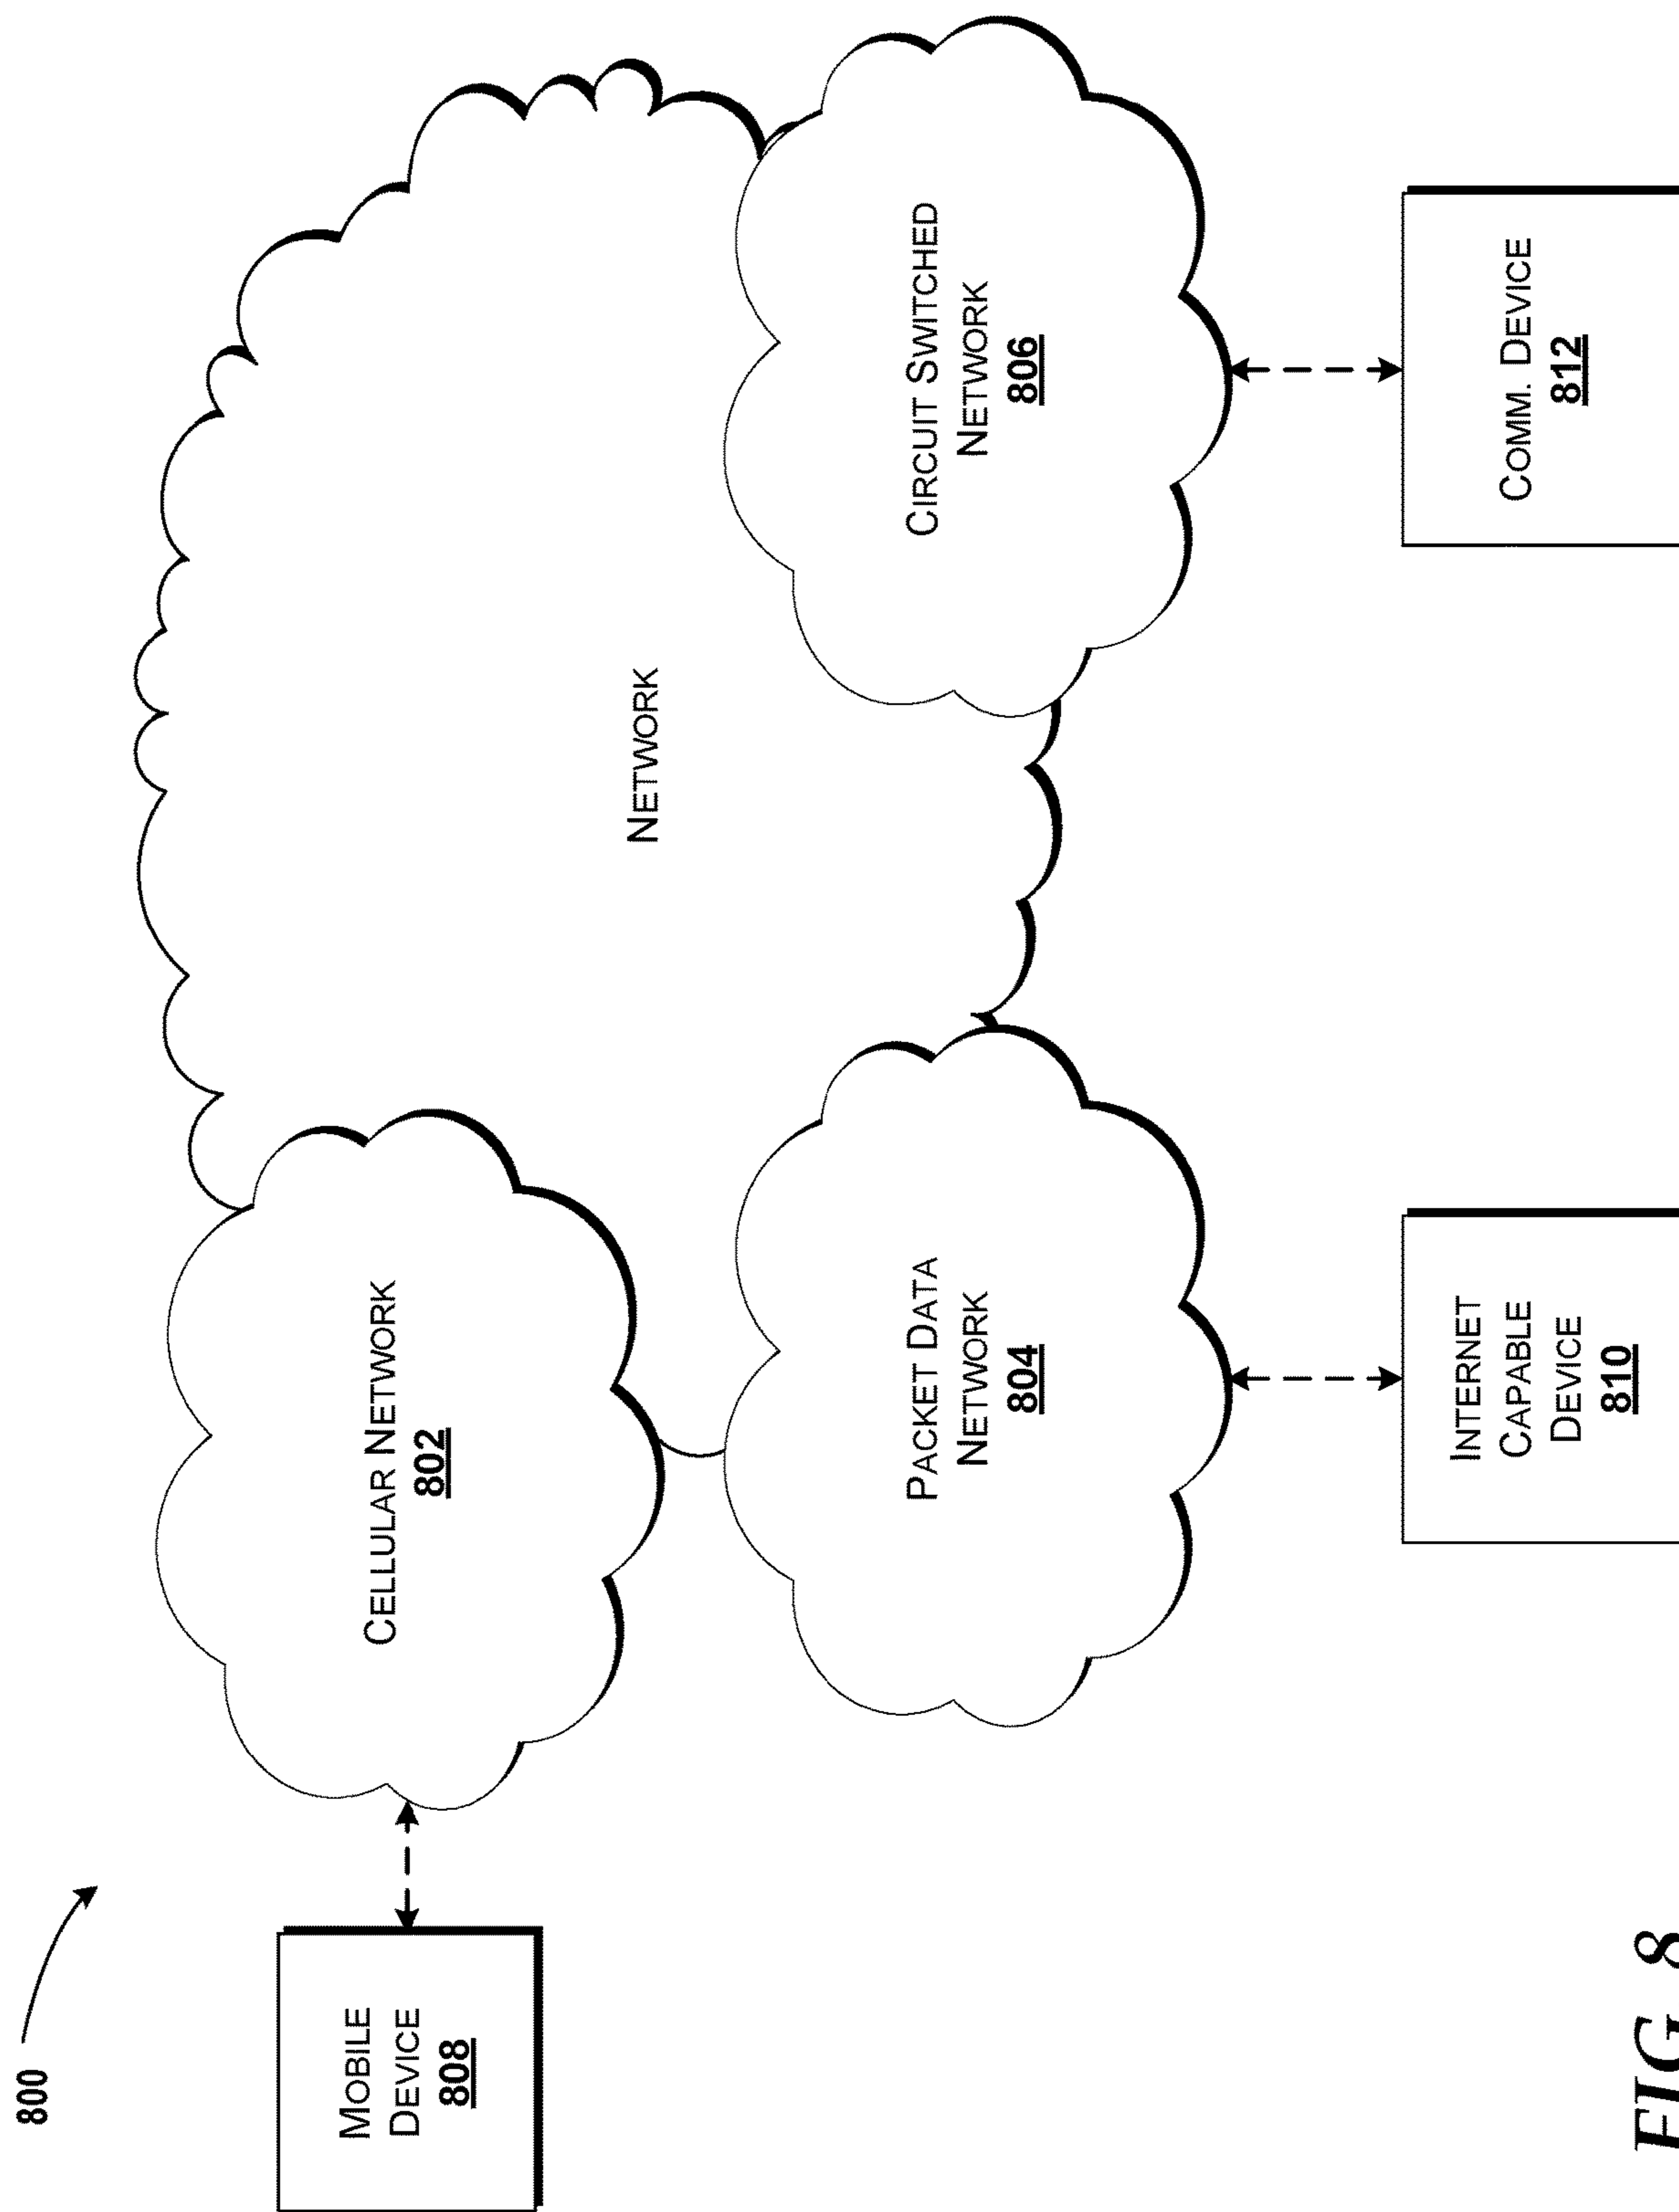 800
MOBILE
DEVICE
808
CELLULAR NETWORK
802
NETWORK
PACKET DATA
NETWORK
804
CIRCUIT SWITCHED
NETWORK
806
INTERNET
CAPABLE
DEVICE
810
COMM. DEVICE
812
FIG. 8